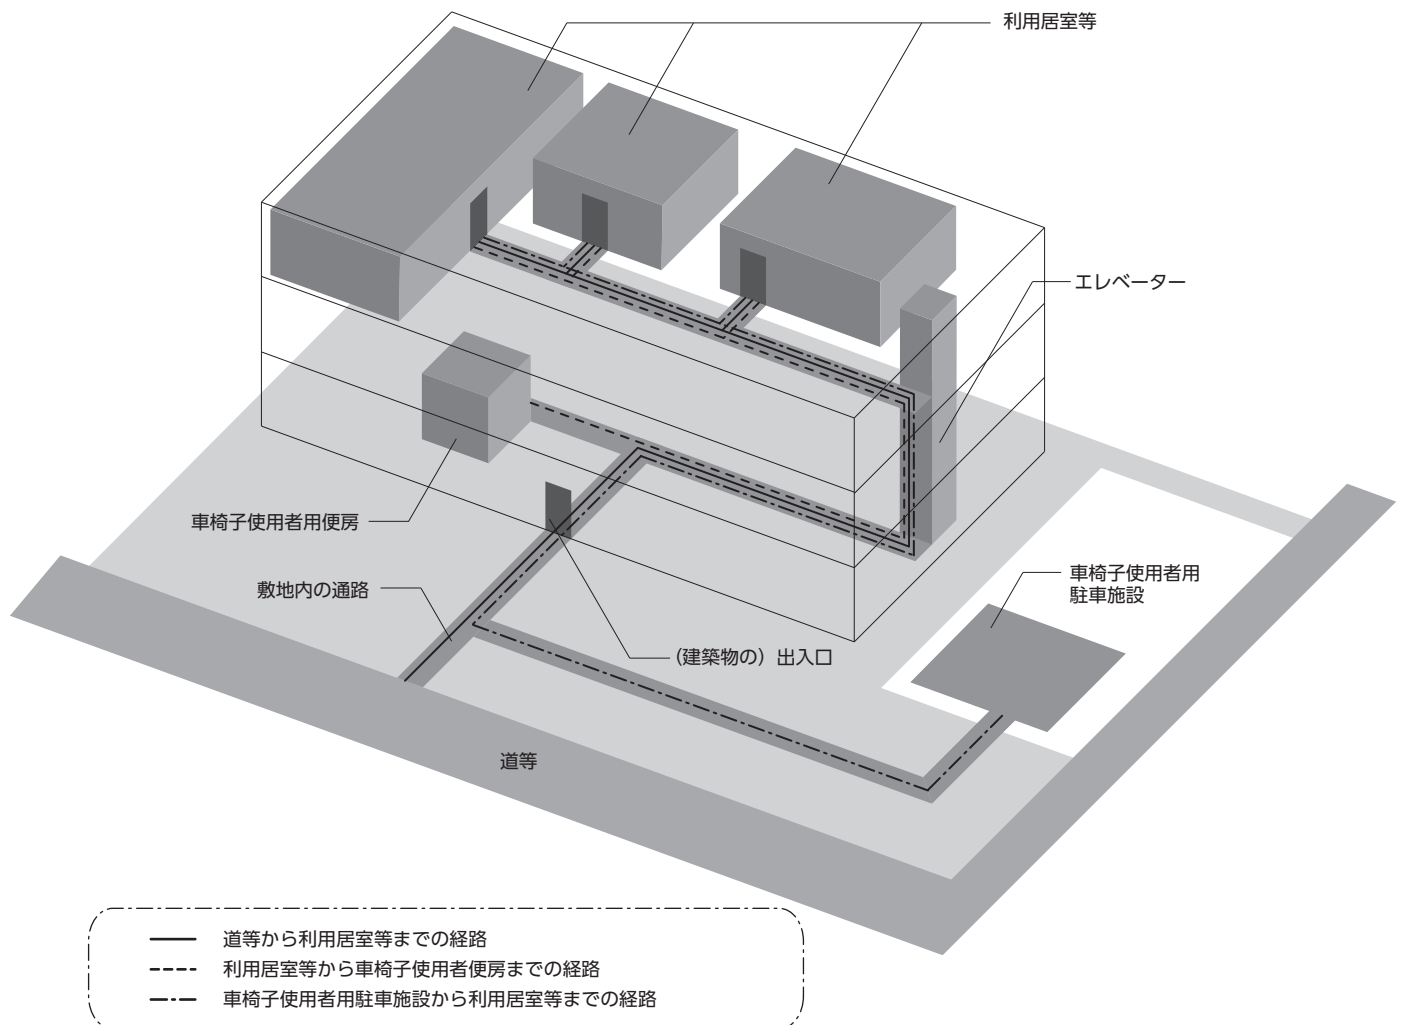 利用居室等
エレベーター
車椅子使用者用便房
車椅子使用者用
駐車施設
敷地内の通路
(建築物の）出入口
道等
道等から利用居室等までの経路
利用居室等から車椅子使用者便房までの経路
車椅子使用者用駐車施設から利用居室等までの経路